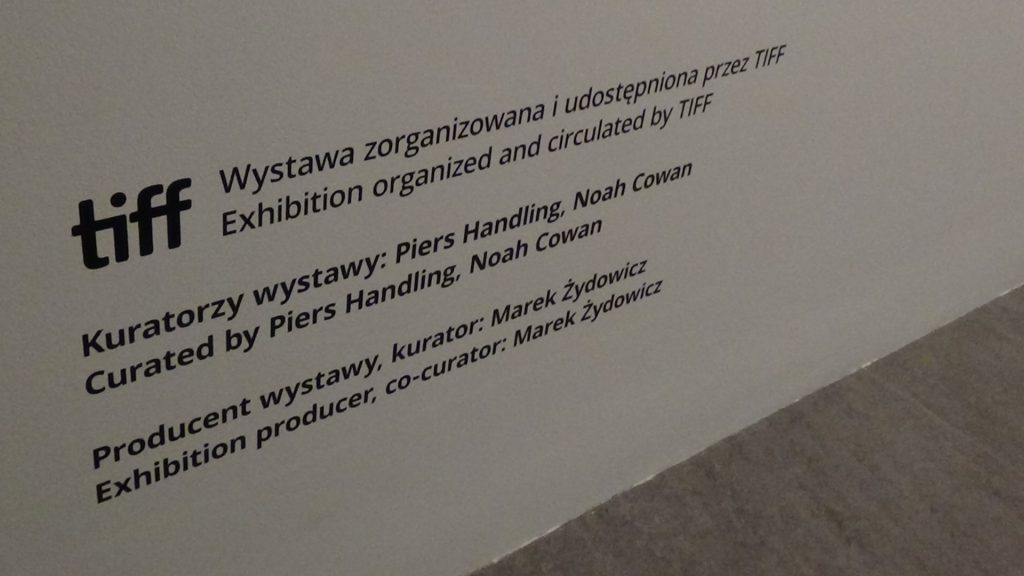 tiff
Wystawa zorganizowana i udostępniona przez TIFF
Exhibition organized and circulated by TIFF
Kuratorzy wystawy: Piers Handling, Noah Cowan
Curated by Piers Handling, Noah Cowan
Producent wystawy, kurator: Marek Żydowicz
Exhibition producer, co-curator: Marek Żydowicz